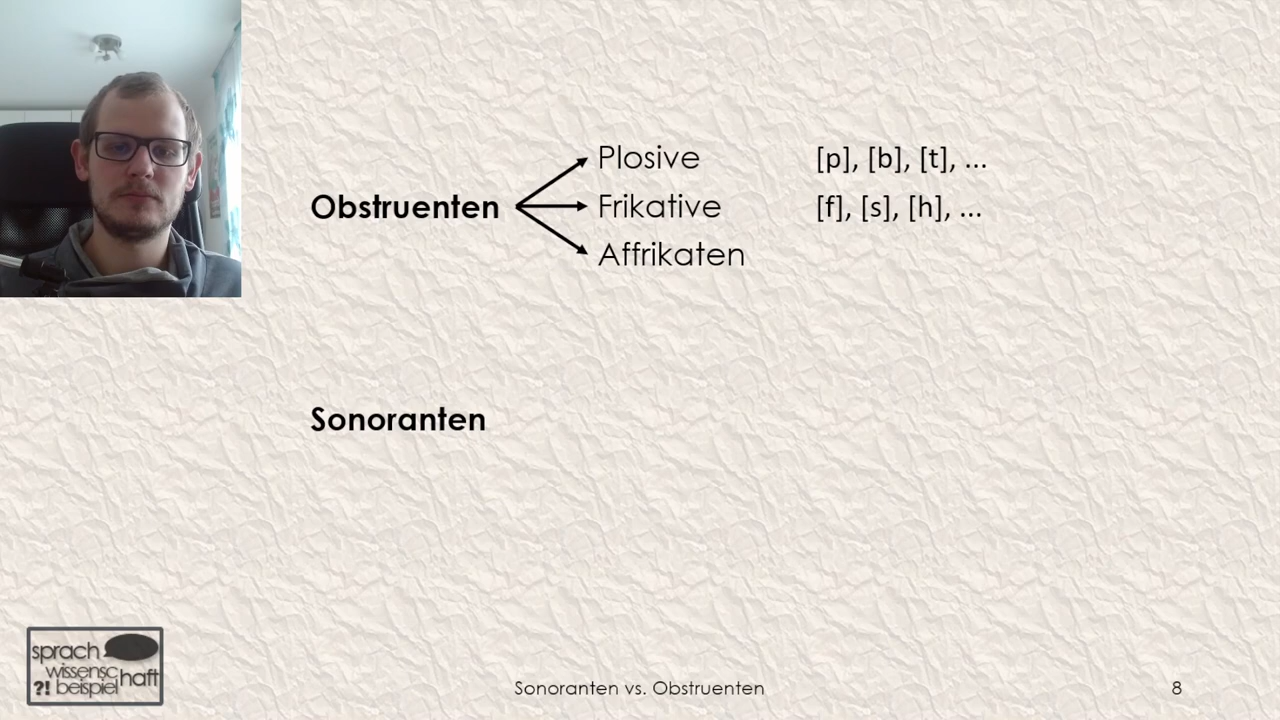 Obstruenten
Plosive [p], [b], [t], ...
Frikative [f], [s], [h], ...
Affrikaten
Sonoranten
sprach
wissensc
haft
?! beispiel
Sonoranten vs. Obstruenten
8